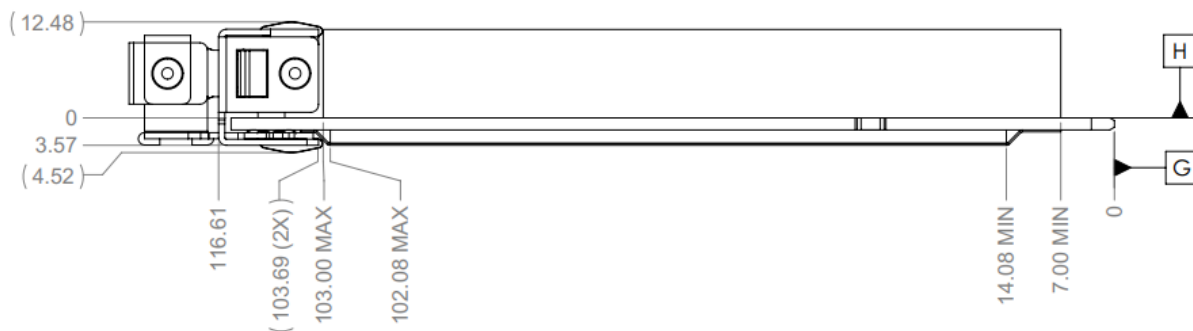 ( 12.48 )
H
0
3.57
( 4.52 )
G
116.61
( 103.69 (2X) )
103.00 MAX
102.08 MAX
14.08 MIN
7.00 MIN
0